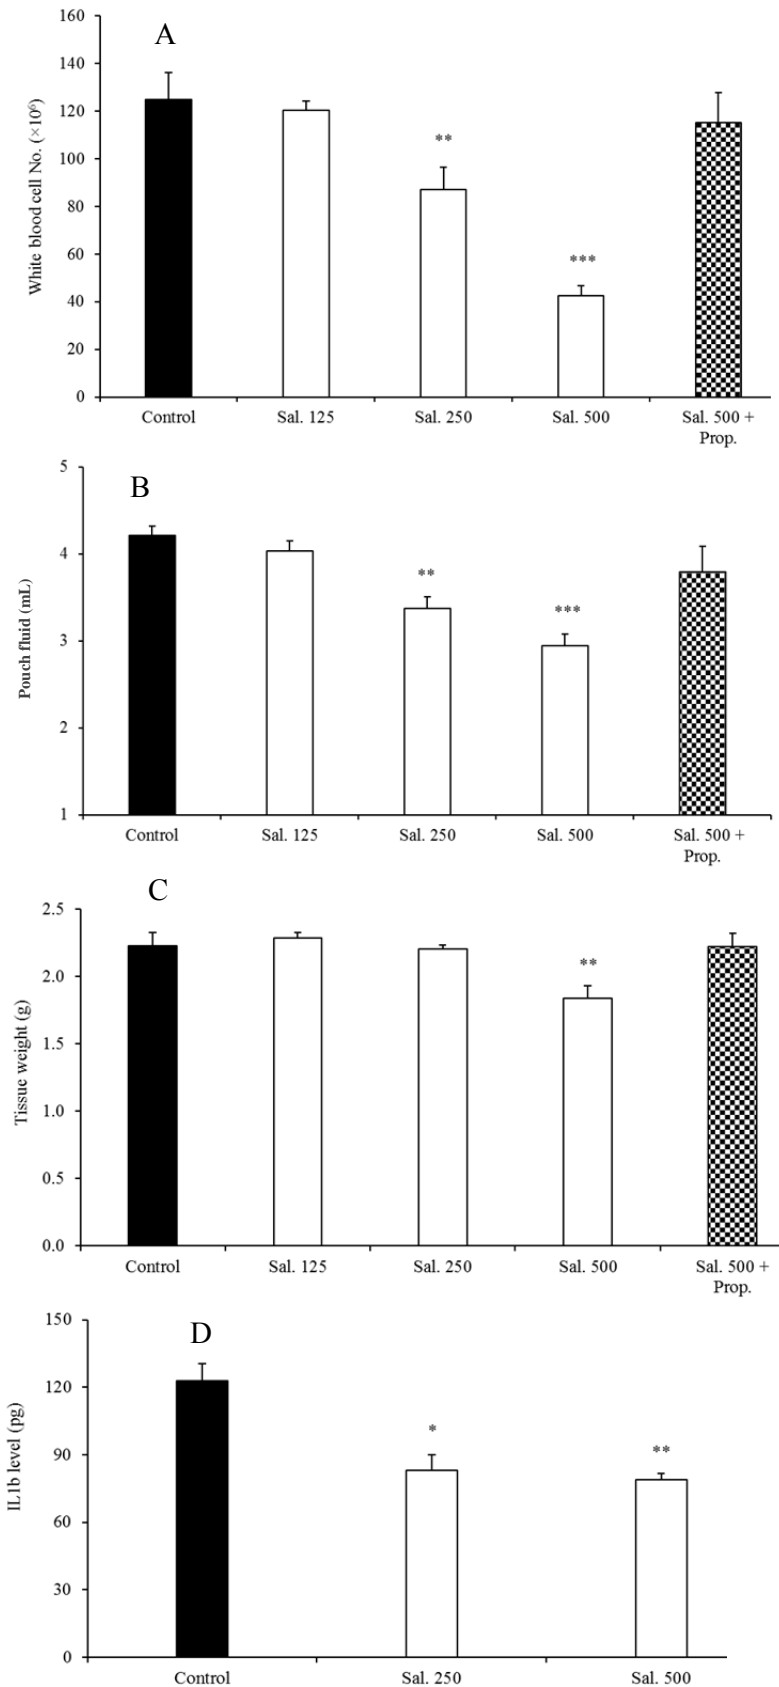 A
White blood cell No. (×10⁶)
160
140
120
100
80
60
40
20
0
**
***
Control
Sal. 125
Sal. 250
Sal. 500
Sal. 500 +
Prop.
B
Pouch fluid (mL)
5
4
3
2
1
**
***
Control
Sal. 125
Sal. 250
Sal. 500
Sal. 500 +
Prop.
C
Tissue weight (g)
2.5
2.0
1.5
1.0
0.5
0.0
**
Control
Sal. 125
Sal. 250
Sal. 500
Sal. 500 +
Prop.
D
IL1b level (pg)
150
120
90
60
30
0
*
**
Control
Sal. 250
Sal. 500